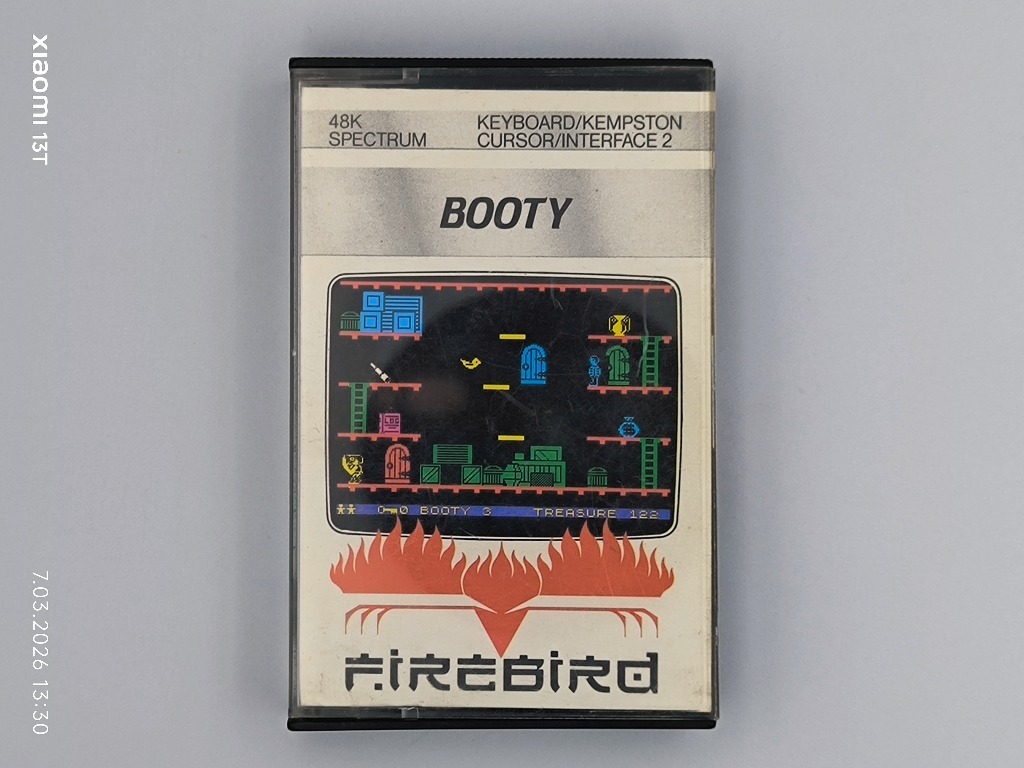 48K
SPECTRUM
KEYBOARD/KEMPSTON
CURSOR/INTERFACE 2
BOOTY
LOG
0 BOOTY 3 TREASURE 122
FIREBIRD
XIAOMI 13T
7.03.2026 13:30